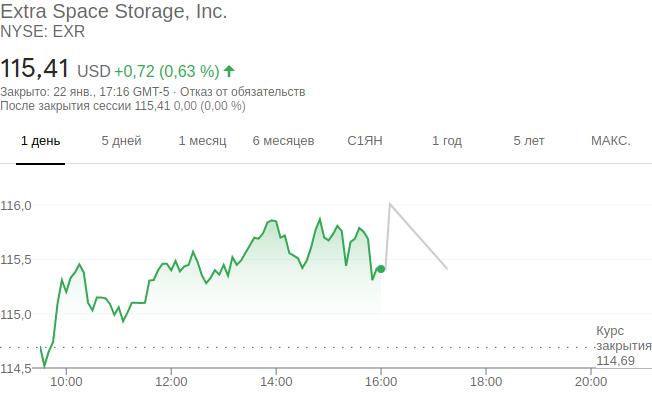 Extra Space Storage, Inc.
NYSE: EXR
115,41 USD +0,72 (0,63 %)
Закрыто: 22 янв., 17:16 GMT-5 · Отказ от обязательств
После закрытия сессии 115,41 0,00 (0,00 %)
1 день 5 дней 1 месяц 6 месяцев С1ЯН 1 год 5 лет МАКС.
116,0
115,5
115,0
Курс
закрытия
114,69
114,5
10:00 12:00 14:00 16:00 18:00 20:00